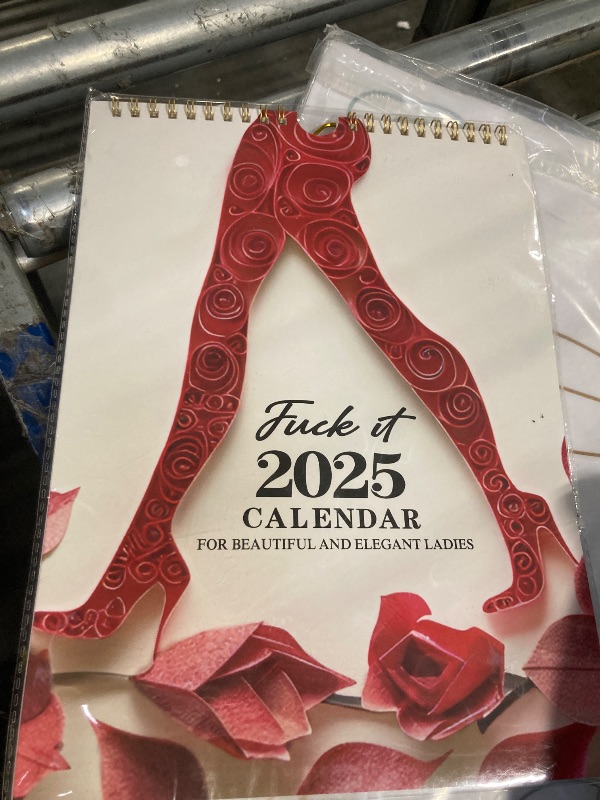 Fuck it
2025
CALENDAR
FOR BEAUTIFUL AND ELEGANT LADIES